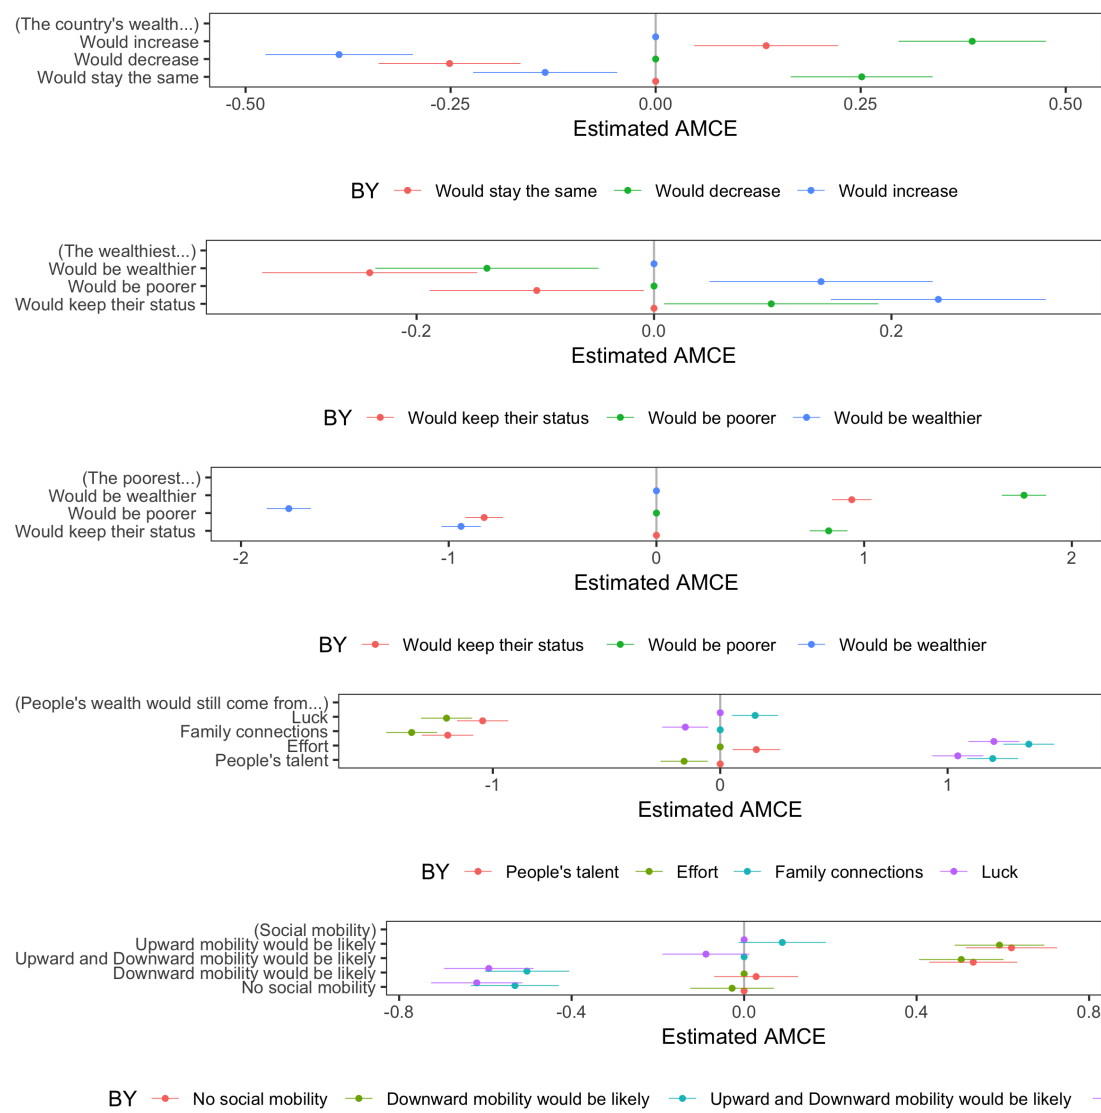 (The country's wealth...)
Would increase
Would decrease
Would stay the same
-0.50 -0.25 0.00 0.25 0.50
Estimated AMCE
BY Would stay the same Would decrease Would increase
(The wealthiest...)
Would be wealthier
Would be poorer
Would keep their status
-0.2 0.0 0.2
Estimated AMCE
BY Would keep their status Would be poorer Would be wealthier
(The poorest...)
Would be wealthier
Would be poorer
Would keep their status
-2 -1 0 1 2
Estimated AMCE
BY Would keep their status Would be poorer Would be wealthier
(People's wealth would still come from...)
Luck
Family connections
Effort
People's talent
-1 0 1
Estimated AMCE
BY People's talent Effort Family connections Luck
(Social mobility)
Upward mobility would be likely
Upward and Downward mobility would be likely
Downward mobility would be likely
No social mobility
-0.8 -0.4 0.0 0.4 0.8
Estimated AMCE
BY No social mobility Downward mobility would be likely Upward and Downward mobility would be likely